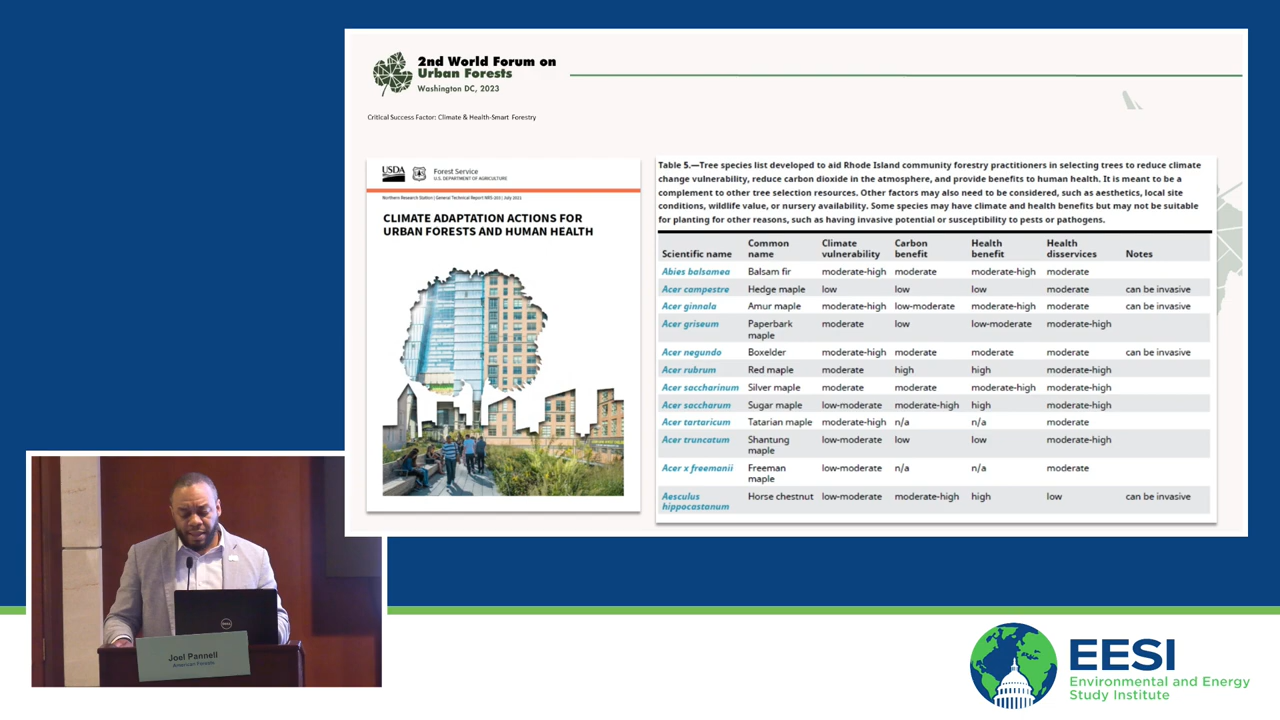 2nd World Forum on
Urban Forests
Washington DC, 2023
Critical Success Factor: Climate & Health-Smart Forestry
USDA
Forest Service
U.S. DEPARTMENT OF AGRICULTURE
Northern Research Station | General Technical Report NRS-203 | July 2021
CLIMATE ADAPTATION ACTIONS FOR
URBAN FORESTS AND HUMAN HEALTH
Table 5.—Tree species list developed to aid Rhode Island community forestry practitioners in selecting trees to reduce climate
change vulnerability, reduce carbon dioxide in the atmosphere, and provide benefits to human health. It is meant to be a
complement to other tree selection resources. Other factors may also need to be considered, such as aesthetics, local site
conditions, wildlife value, or nursery availability. Some species may have climate and health benefits but may not be suitable
for planting for other reasons, such as having invasive potential or susceptibility to pests or pathogens.
Scientific name Common name Climate vulnerability Carbon benefit Health benefit Health disservices Notes
Abies balsamea Balsam fir moderate-high moderate moderate-high moderate
Acer campestre Hedge maple low low low moderate can be invasive
Acer ginnala Amur maple moderate-high low-moderate moderate-high moderate can be invasive
Acer griseum Paperbark maple moderate low low-moderate moderate-high
Acer negundo Boxelder moderate-high moderate moderate moderate can be invasive
Acer rubrum Red maple moderate high high moderate-high
Acer saccharinum Silver maple moderate moderate moderate-high moderate-high
Acer saccharum Sugar maple low-moderate moderate-high high moderate-high
Acer tartaricum Tatarian maple moderate-high n/a n/a moderate
Acer truncatum Shantung maple low-moderate low low moderate-high
Acer x freemanii Freeman maple low-moderate n/a n/a moderate
Aesculus hippocastanum Horse chestnut low-moderate moderate-high high low can be invasive
DELL
Joel Pannell
American Forests
EESI
Environmental and Energy
Study Institute